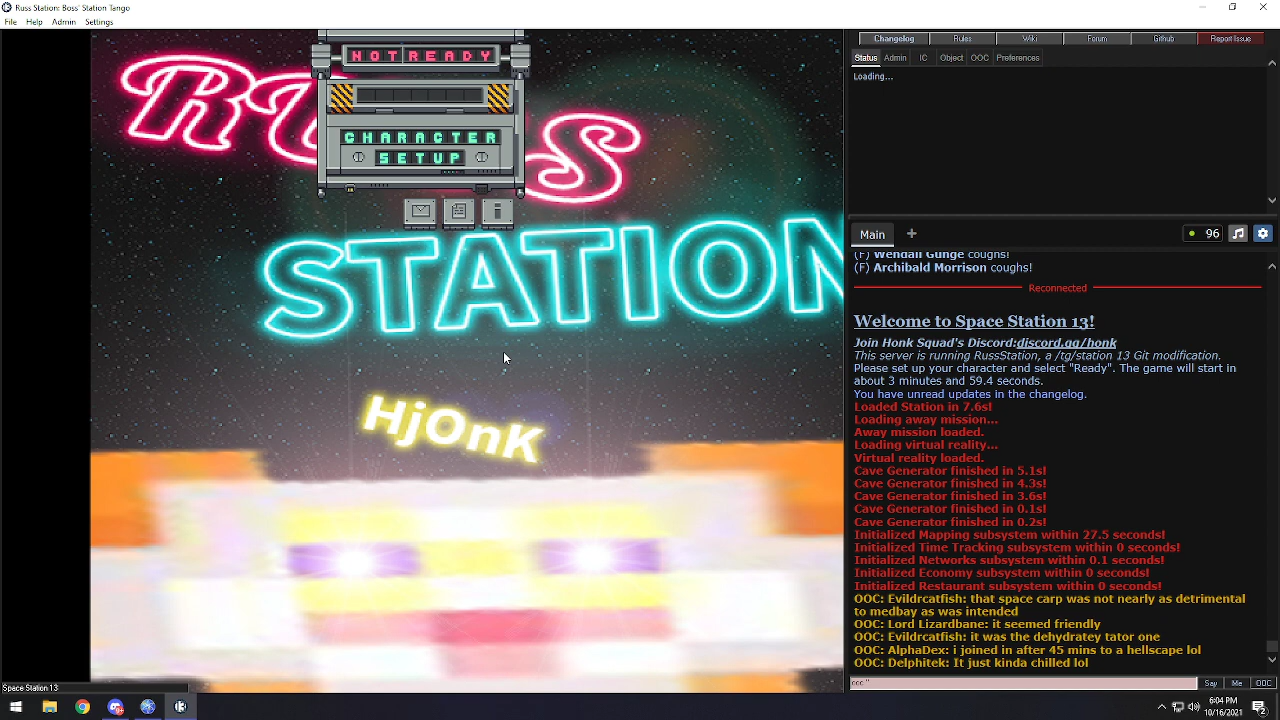 Russ Station: Boss' Station Tango
File Help Admin Settings
NOT READY
CHARACTER
SETUP
STATION
HjOnK
Changelog Rules Wiki Forum Github Report Issue
Status Admin IC Object OOC Preferences
Loading...
Main + 96
(F) Wendall Gunge coughs!
(F) Archibald Morrison coughs!
Reconnected
Welcome to Space Station 13!
Join Honk Squad's Discord:discord.gg/honk
This server is running RussStation, a /tg/station 13 Git modification.
Please set up your character and select "Ready". The game will start in
about 3 minutes and 59.4 seconds.
You have unread updates in the changelog.
Loaded Station in 7.6s!
Loading away mission...
Away mission loaded.
Loading virtual reality...
Virtual reality loaded.
Cave Generator finished in 5.1s!
Cave Generator finished in 4.3s!
Cave Generator finished in 3.6s!
Cave Generator finished in 0.1s!
Cave Generator finished in 0.2s!
Initialized Mapping subsystem within 27.5 seconds!
Initialized Time Tracking subsystem within 0 seconds!
Initialized Networks subsystem within 0.1 seconds!
Initialized Economy subsystem within 0 seconds!
Initialized Restaurant subsystem within 0 seconds!
OOC: Evildrcatfish: that space carp was not nearly as detrimental
to medbay as was intended
OOC: Lord Lizardbane: it seemed friendly
OOC: Evildrcatfish: it was the dehydratey tator one
OOC: AlphaDex: i joined in after 45 mins to a hellscape lol
OOC: Delphitek: It just kinda chilled lol
Space Station 13
ooc "
Say Me OOC
6:04 PM
10/16/2021